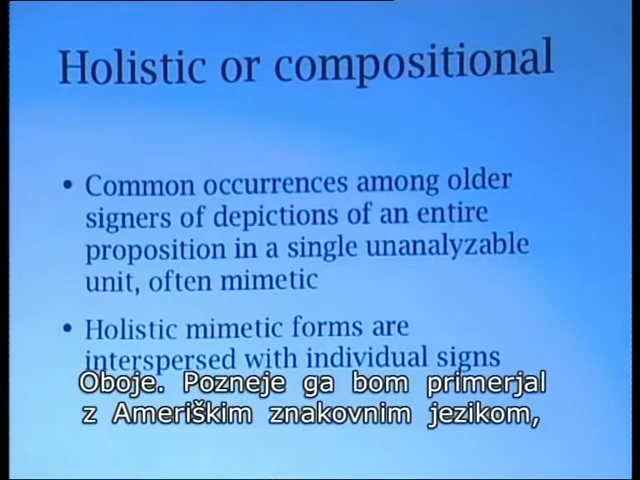 Holistic or compositional
• Common occurrences among older
signers of depictions of an entire
proposition in a single unanalyzable
unit, often mimetic
• Holistic mimetic forms are
interspersed with individual signs
Oboje. Pozneje ga bom primerjal
z Ameriškim znakovnim jezikom,